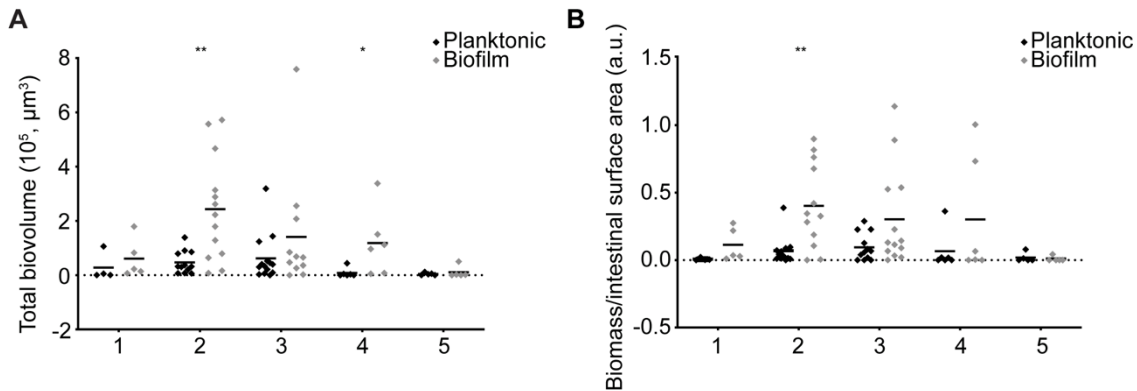 A
Total biovolume (10⁵, µm³)
8
6
4
2
0
-2
**
*
Planktonic
Biofilm
1 2 3 4 5
B
Biomass/intestinal surface area (a.u.)
1.5
1.0
0.5
0.0
-0.5
**
Planktonic
Biofilm
1 2 3 4 5